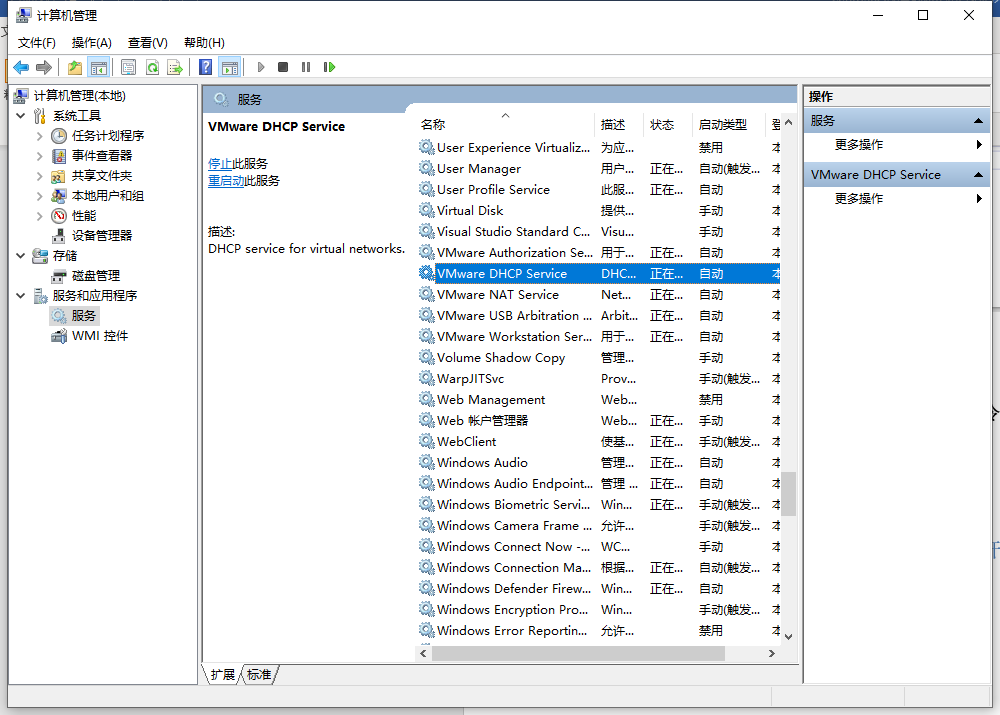 计算机管理
文件(F) 操作(A) 查看(V) 帮助(H)
计算机管理(本地)
系统工具
任务计划程序
事件查看器
共享文件夹
本地用户和组
性能
设备管理器
存储
磁盘管理
服务和应用程序
服务
WMI 控件
服务
VMware DHCP Service
停止此服务
重启动此服务
描述:
DHCP service for virtual networks.
名称 描述 状态 启动类型 登
User Experience Virtualiz... 为应... 禁用 本
User Manager 用户... 正在... 自动(触发... 本
User Profile Service 此服... 正在... 自动 本
Virtual Disk 提供... 手动 本
Visual Studio Standard C... Visu... 手动 本
VMware Authorization Se... 用于... 正在... 自动 本
VMware DHCP Service DHC... 正在... 自动 本
VMware NAT Service Net... 正在... 自动 本
VMware USB Arbitration ... Arbit... 正在... 自动 本
VMware Workstation Ser... 用于... 正在... 自动 本
Volume Shadow Copy 管理... 手动 本
WarpJITSvc Prov... 手动(触发... 本
Web Management Web... 禁用 本
Web 帐户管理器 Web... 正在... 手动 本
WebClient 使基... 正在... 手动(触发... 本
Windows Audio 管理... 正在... 自动 本
Windows Audio Endpoint... 管理 ... 正在... 自动 本
Windows Biometric Servi... Win... 正在... 手动(触发... 本
Windows Camera Frame ... 允许... 手动(触发... 本
Windows Connect Now -... WC... 手动 本
Windows Connection Ma... 根据... 正在... 自动(触发... 本
Windows Defender Firew... Win... 正在... 自动 本
Windows Encryption Pro... Win... 手动(触发... 本
Windows Error Reportin... 允许... 禁用 本
扩展 标准
操作
服务
更多操作
VMware DHCP Service
更多操作